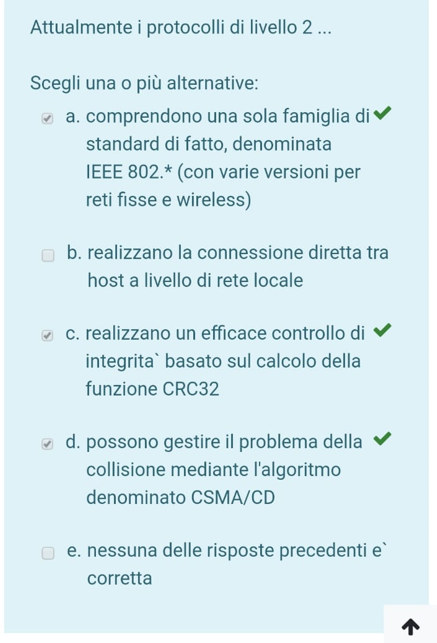 Attualmente i protocolli di livello 2 ...
Scegli una o più alternative:
a. comprendono una sola famiglia di
standard di fatto, denominata
IEEE 802.* (con varie versioni per
reti fisse e wireless)
b. realizzano la connessione diretta tra
host a livello di rete locale
c. realizzano un efficace controllo di
integrita` basato sul calcolo della
funzione CRC32
d. possono gestire il problema della
collisione mediante l'algoritmo
denominato CSMA/CD
e. nessuna delle risposte precedenti e`
corretta